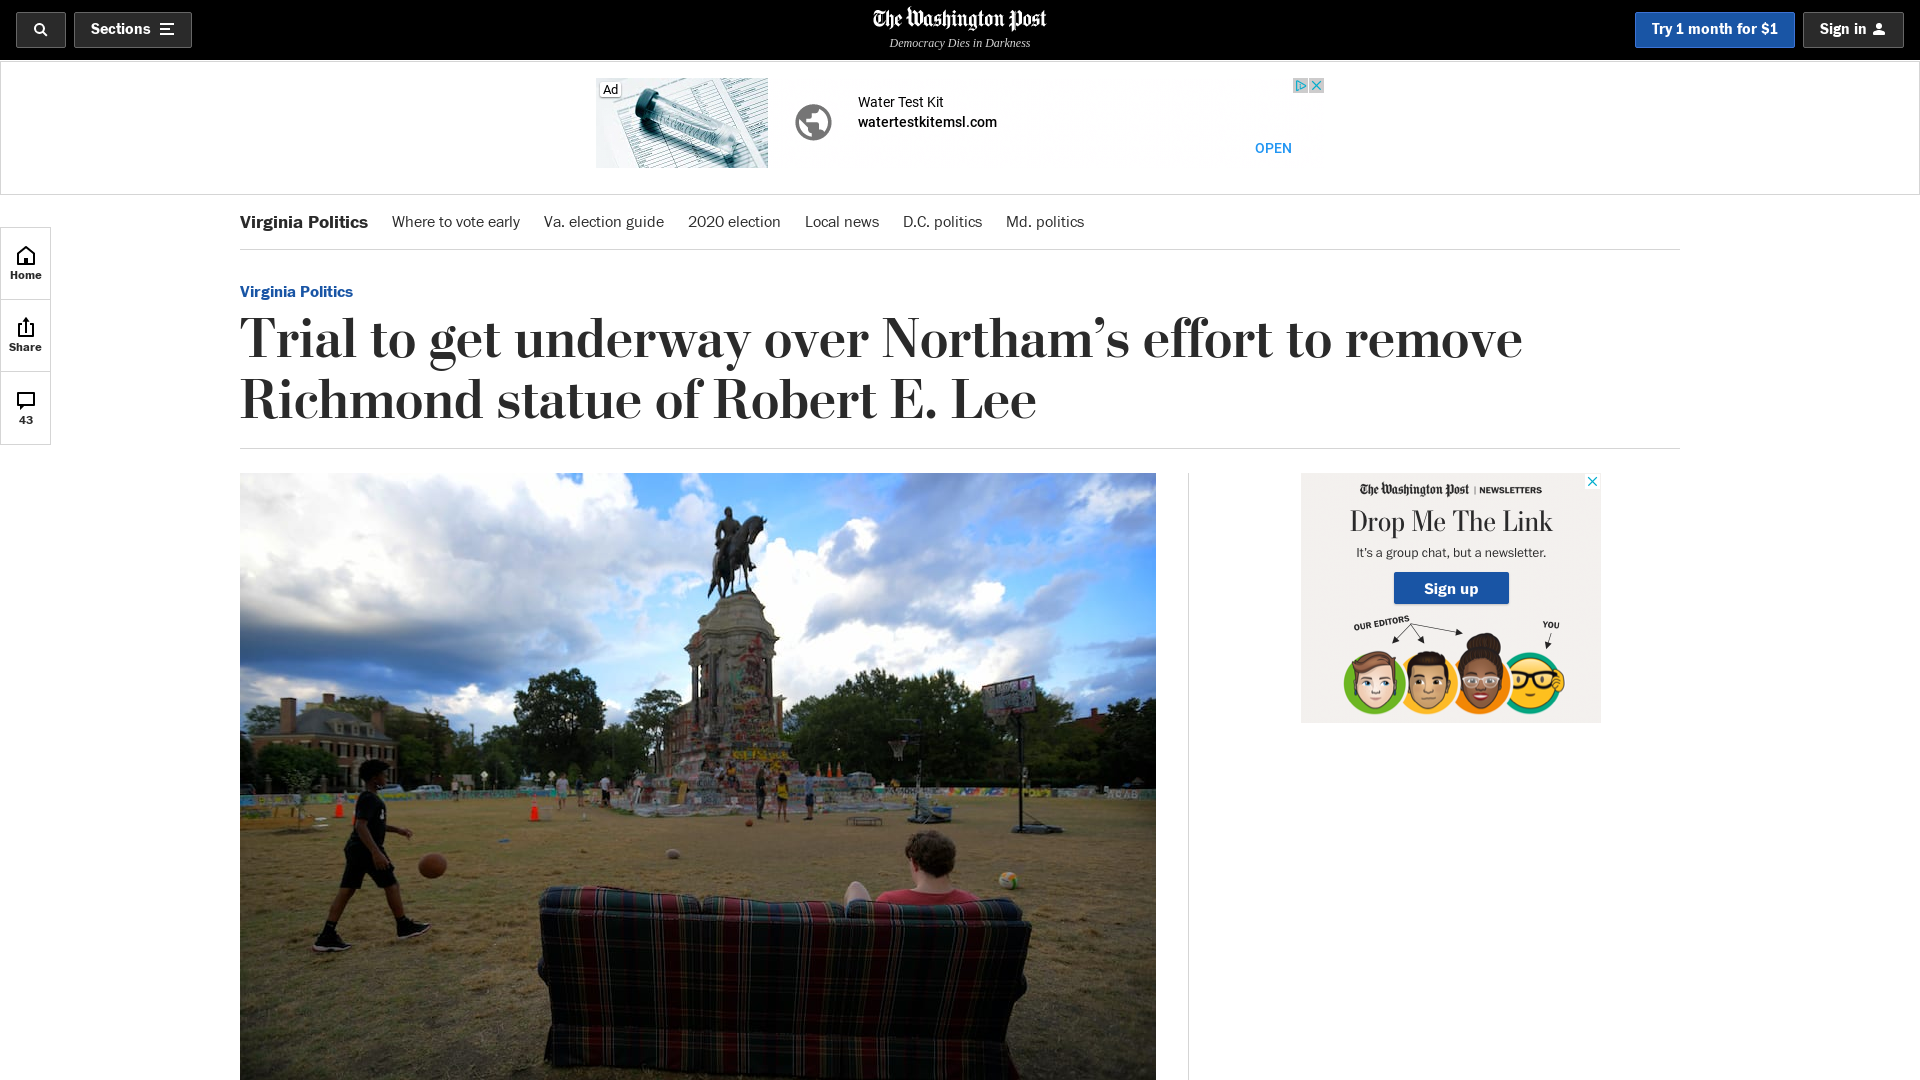 Sections
The Washington Post
Democracy Dies in Darkness
Try 1 month for $1
Sign in
Ad
Water Test Kit
watertestkitemsl.com
OPEN
Virginia Politics
Where to vote early
Va. election guide
2020 election
Local news
D.C. politics
Md. politics
Home
Share
43
Virginia Politics
Trial to get underway over Northam’s effort to remove
Richmond statue of Robert E. Lee
The Washington Post | NEWSLETTERS
Drop Me The Link
It's a group chat, but a newsletter.
Sign up
OUR EDITORS
YOU